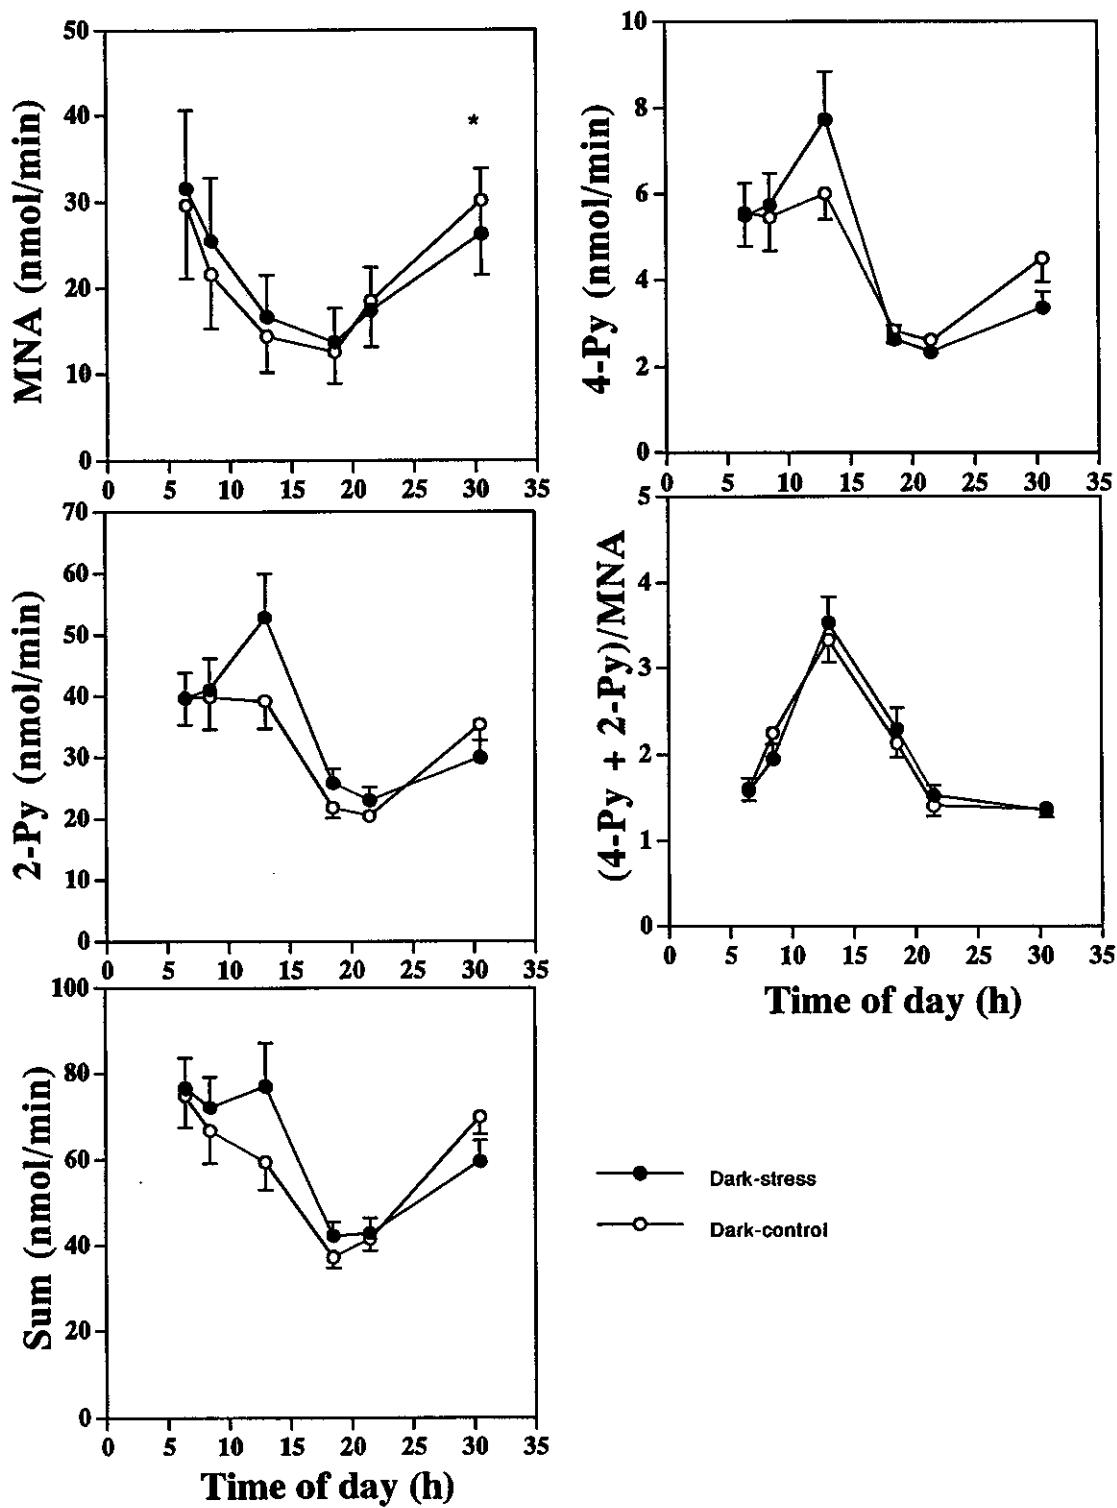 MNA (nmol/min)
50
40
30
20
10
0
*
0 5 10 15 20 25 30 35
4-Py (nmol/min)
10
8
6
4
2
0
0 5 10 15 20 25 30 35
2-Py (nmol/min)
70
60
50
40
30
20
10
0
0 5 10 15 20 25 30 35
(4-Py + 2-Py)/MNA
5
4
3
2
1
0
0 5 10 15 20 25 30 35
Time of day (h)
Sum (nmol/min)
100
80
60
40
20
0
0 5 10 15 20 25 30 35
Time of day (h)
Dark-stress
Dark-control